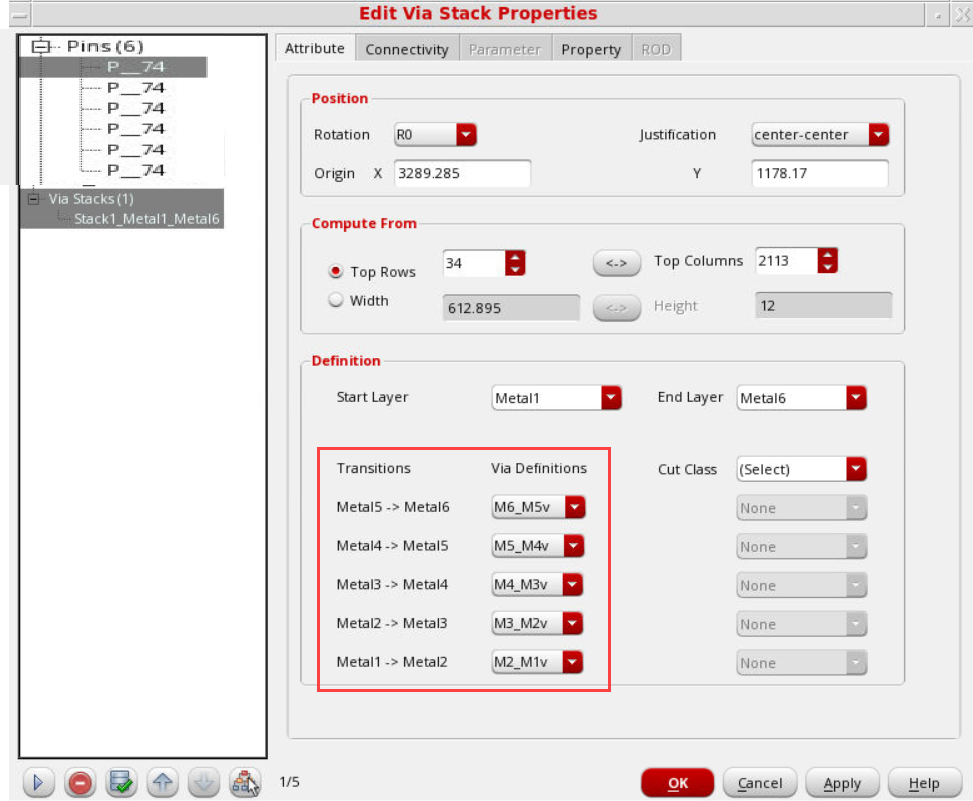 Edit Via Stack Properties
Pins (6)
P__74
P__74
P__74
P__74
P__74
P__74
Via Stacks (1)
Stack1_Metal1_Metal6
Attribute Connectivity Parameter Property ROD
Position
Rotation R0 Justification center-center
Origin X 3289.285 Y 1178.17
Compute From
Top Rows 34 <-> Top Columns 2113
Width 612.895 <-> Height 12
Definition
Start Layer Metal1 End Layer Metal6
Transitions Via Definitions Cut Class (Select)
Metal5 -> Metal6 M6_M5v None
Metal4 -> Metal5 M5_M4v None
Metal3 -> Metal4 M4_M3v None
Metal2 -> Metal3 M3_M2v None
Metal1 -> Metal2 M2_M1v None
1/5 OK Cancel Apply Help